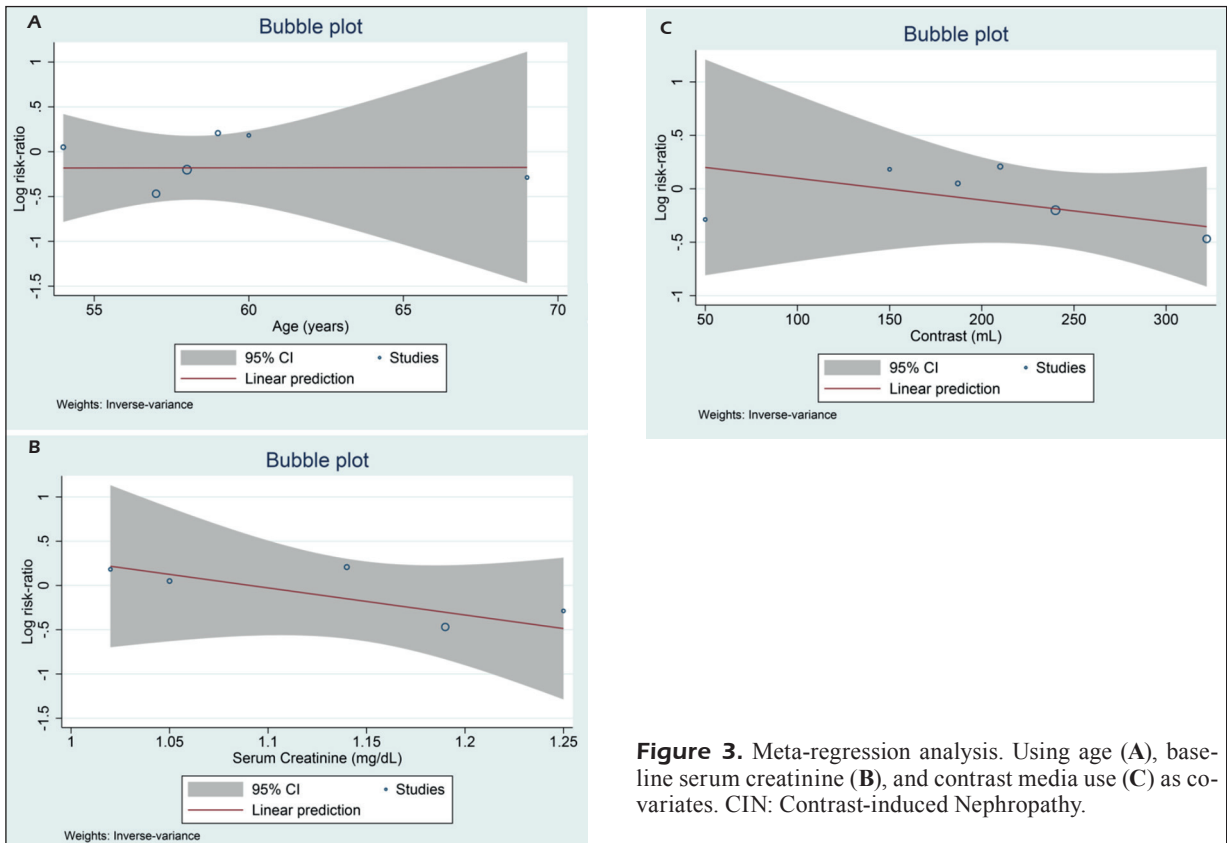 A
Bubble plot
1
.5
0
-.5
-1
-1.5
Log risk-ratio
55
60
65
70
Age (years)
95% CI
Studies
Linear prediction
Weights: Inverse-variance
B
Bubble plot
1
.5
0
-.5
-1
-1.5
Log risk-ratio
1
1.05
1.1
1.15
1.2
1.25
Serum Creatinine (mg/dL)
95% CI
Studies
Linear prediction
Weights: Inverse-variance
C
Bubble plot
1
.5
0
-.5
-1
Log risk-ratio
50
100
150
200
250
300
Contrast (mL)
95% CI
Studies
Linear prediction
Weights: Inverse-variance
Figure 3. Meta-regression analysis. Using age (A), base-
line serum creatinine (B), and contrast media use (C) as co-
variates. CIN: Contrast-induced Nephropathy.